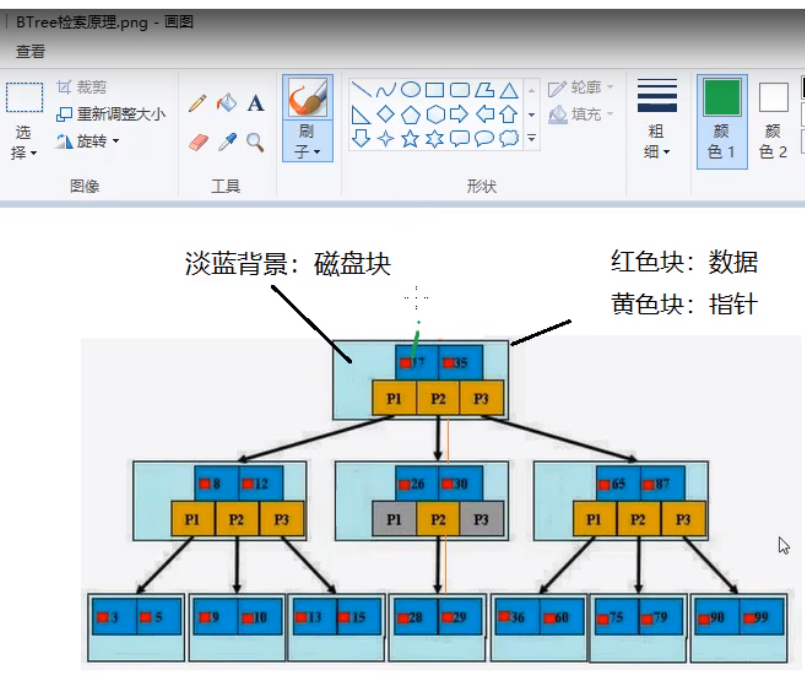 BTree检索原理.png - 画图
查看
裁剪
重新调整大小
旋转
选择
A
刷子
轮廓
填充
粗细
颜色 1
颜色 2
图像
工具
形状
淡蓝背景：磁盘块
红色块：数据
黄色块：指针
17 35
P1 P2 P3
8 12
P1 P2 P3
26 30
P1 P2 P3
65 87
P1 P2 P3
3 5
9 10
13 15
28 29
36 60
75 79
90 99